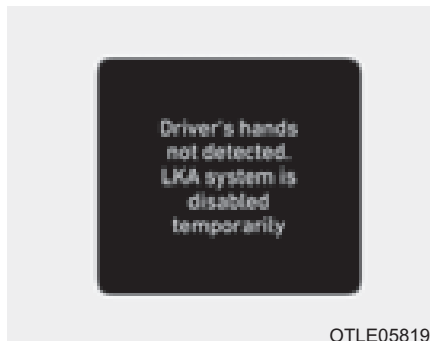 Driver's hands
not detected.
LKA system is
disabled
temporarily
OTLE05819